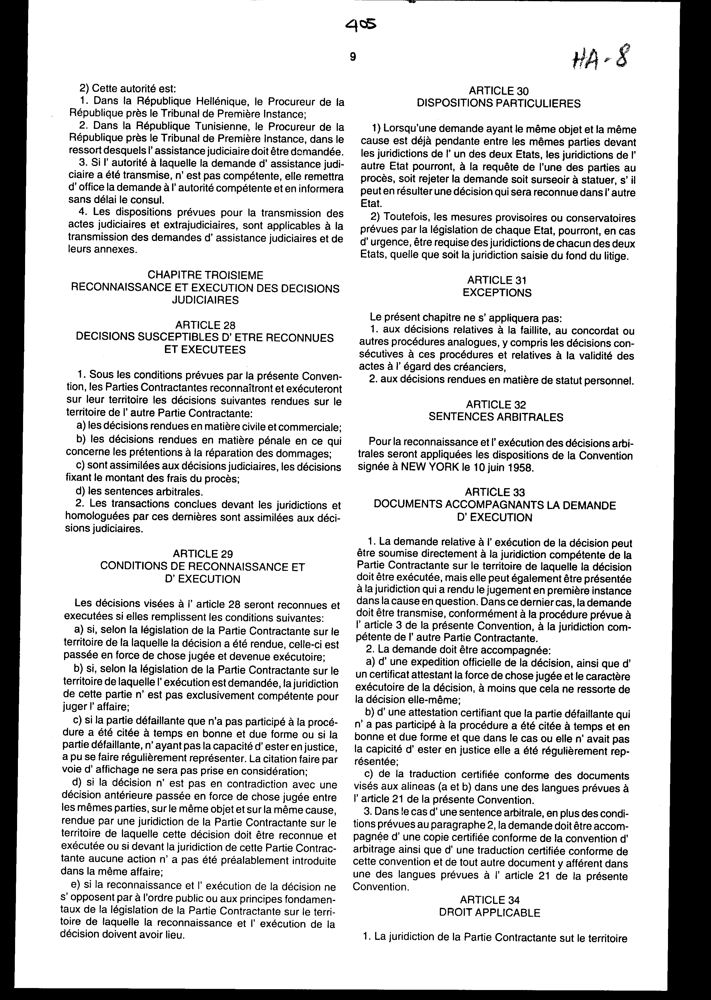 405
9
HA-8
2) Cette autorité est:
1. Dans la République Hellénique, le Procureur de la
République près le Tribunal de Première Instance;
2. Dans la République Tunisienne, le Procureur de la
République près le Tribunal de Première Instance, dans le
ressort desquels l' assistance judiciaire doit être demandée.
3. Si l' autorité à laquelle la demande d' assistance judi-
ciaire a été transmise, n' est pas compétente, elle remettra
d' office la demande à l' autorité compétente et en informera
sans délai le consul.
4. Les dispositions prévues pour la transmission des
actes judiciaires et extrajudiciaires, sont applicables à la
transmission des demandes d' assistance judiciaires et de
leurs annexes.
CHAPITRE TROISIEME
RECONNAISSANCE ET EXECUTION DES DECISIONS
JUDICIAIRES
ARTICLE 28
DECISIONS SUSCEPTIBLES D' ETRE RECONNUES
ET EXECUTEES
1. Sous les conditions prévues par la présente Conven-
tion, les Parties Contractantes reconnaîtront et exécuteront
sur leur territoire les décisions suivantes rendues sur le
territoire de l' autre Partie Contractante:
a) les décisions rendues en matière civile et commerciale;
b) les décisions rendues en matière pénale en ce qui
concerne les prétentions à la réparation des dommages;
c) sont assimilées aux décisions judiciaires, les décisions
fixant le montant des frais du procès;
d) les sentences arbitrales.
2. Les transactions conclues devant les juridictions et
homologuées par ces dernières sont assimilées aux déci-
sions judiciaires.
ARTICLE 29
CONDITIONS DE RECONNAISSANCE ET
D' EXECUTION
Les décisions visées à l' article 28 seront reconnues et
executées si elles remplissent les conditions suivantes:
a) si, selon la législation de la Partie Contractante sur le
territoire de la laquelle la décision a été rendue, celle-ci est
passée en force de chose jugée et devenue exécutoire;
b) si, selon la législation de la Partie Contractante sur le
territoire de laquelle l' exécution est demandée, la juridiction
de cette partie n' est pas exclusivement compétente pour
juger l' affaire;
c) si la partie défaillante que n'a pas participé à la procé-
dure a été citée à temps en bonne et due forme ou si la
partie défaillante, n' ayant pas la capacité d' ester en justice,
a pu se faire régulièrement représenter. La citation faire par
voie d' affichage ne sera pas prise en considération;
d) si la décision n' est pas en contradiction avec une
décision antérieure passée en force de chose jugée entre
les mêmes parties, sur le même objet et sur la même cause,
rendue par une juridiction de la Partie Contractante sur le
territoire de laquelle cette décision doit être reconnue et
exécutée ou si devant la juridiction de cette Partie Contrac-
tante aucune action n' a pas été préalablement introduite
dans la même affaire;
e) si la reconnaissance et l' exécution de la décision ne
s' opposent par à l'ordre public ou aux principes fondamen-
taux de la législation de la Partie Contractante sur le terri-
toire de laquelle la reconnaissance et l' exécution de la
décision doivent avoir lieu.
ARTICLE 30
DISPOSITIONS PARTICULIERES
1) Lorsqu'une demande ayant le même objet et la même
cause est déjà pendante entre les mêmes parties devant
les juridictions de l' un des deux Etats, les juridictions de l'
autre Etat pourront, à la requête de l'une des parties au
procès, soit rejeter la demande soit surseoir à statuer, s' il
peut en résulter une décision qui sera reconnue dans l' autre
Etat.
2) Toutefois, les mesures provisoires ou conservatoires
prévues par la législation de chaque Etat, pourront, en cas
d' urgence, être requise des juridictions de chacun des deux
Etats, quelle que soit la juridiction saisie du fond du litige.
ARTICLE 31
EXCEPTIONS
Le présent chapitre ne s' appliquera pas:
1. aux décisions relatives à la faillite, au concordat ou
autres procédures analogues, y compris les décisions con-
sécutives à ces procédures et relatives à la validité des
actes à l' égard des créanciers,
2. aux décisions rendues en matière de statut personnel.
ARTICLE 32
SENTENCES ARBITRALES
Pour la reconnaissance et l' exécution des décisions arbi-
trales seront appliquées les dispositions de la Convention
signée à NEW YORK le 10 juin 1958.
ARTICLE 33
DOCUMENTS ACCOMPAGNANTS LA DEMANDE
D' EXECUTION
1. La demande relative à l' exécution de la décision peut
être soumise directement à la juridiction compétente de la
Partie Contractante sur le territoire de laquelle la décision
doit être exécutée, mais elle peut également être présentée
à la juridiction qui a rendu le jugement en première instance
dans la cause en question. Dans ce dernier cas, la demande
doit être transmise, conformément à la procédure prévue à
l' article 3 de la présente Convention, à la juridiction com-
pétente de l' autre Partie Contractante.
2. La demande doit être accompagnée:
a) d' une expedition officielle de la décision, ainsi que d'
un certificat attestant la force de chose jugée et le caractère
exécutoire de la décision, à moins que cela ne ressorte de
la décision elle-même;
b) d' une attestation certifiant que la partie défaillante qui
n' a pas participé à la procédure a été citée à temps et en
bonne et due forme et que dans le cas ou elle n' avait pas
la capicité d' ester en justice elle a été régulièrement rep-
résentée;
c) de la traduction certifiée conforme des documents
visés aux alineas (a et b) dans une des langues prévues à
l' article 21 de la présente Convention.
3. Dans le cas d' une sentence arbitrale, en plus des condi-
tions prévues au paragraphe 2, la demande doit être accom-
pagnée d' une copie certifiée conforme de la convention d'
arbitrage ainsi que d' une traduction certifiée conforme de
cette convention et de tout autre document y afférent dans
une des langues prévues à l' article 21 de la présente
Convention.
ARTICLE 34
DROIT APPLICABLE
1. La juridiction de la Partie Contractante sut le territoire